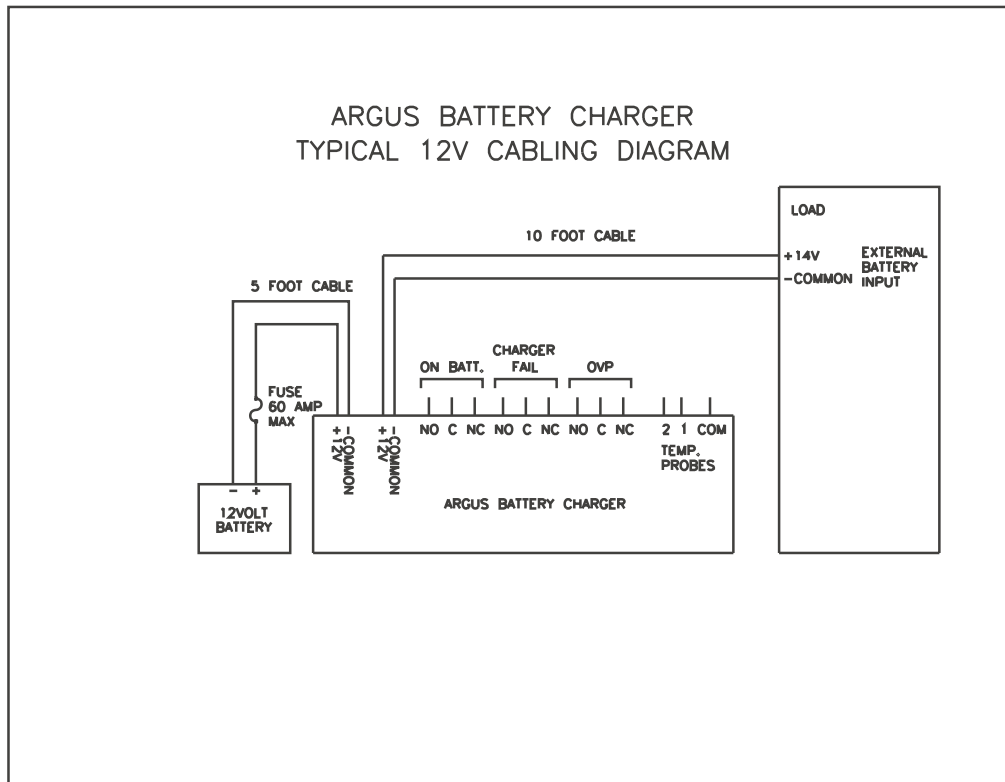 ARGUS BATTERY CHARGER
TYPICAL 12V CABLING DIAGRAM
LOAD
10 FOOT CABLE
+14V
-COMMON
EXTERNAL
BATTERY
INPUT
5 FOOT CABLE
FUSE
60 AMP
MAX
ON BATT.
CHARGER
FAIL
OVP
+12V
-COMMON
+12V
-COMMON
NO C NC NO C NC NO C NC
2 1 COM
TEMP.
PROBES
ARGUS BATTERY CHARGER
- +
12VOLT
BATTERY